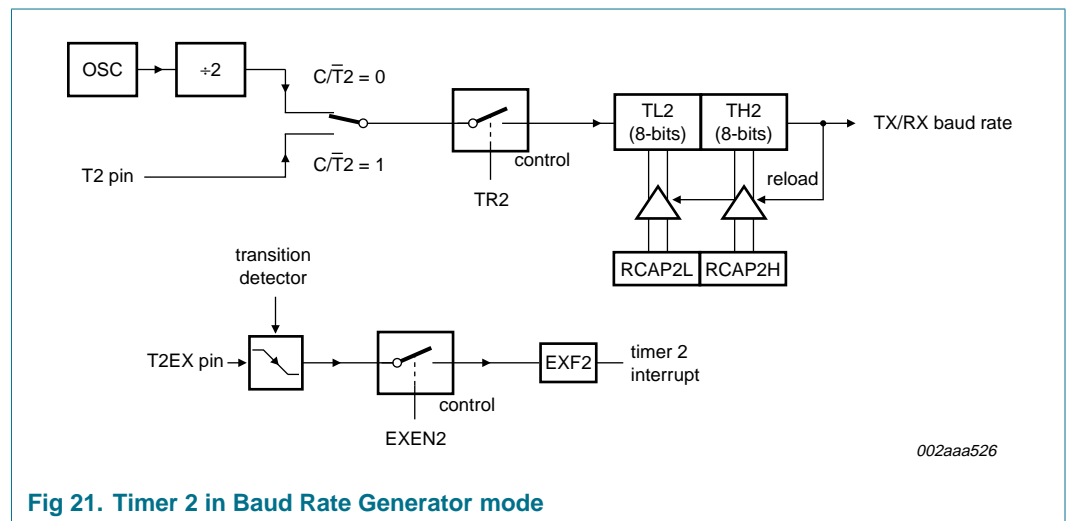 OSC
÷2
C/T̅2 = 0
C/T̅2 = 1
T2 pin
control
TR2
TL2
(8-bits)
TH2
(8-bits)
TX/RX baud rate
reload
RCAP2L
RCAP2H
transition
detector
T2EX pin
control
EXEN2
EXF2
timer 2
interrupt
002aaa526
Fig 21. Timer 2 in Baud Rate Generator mode